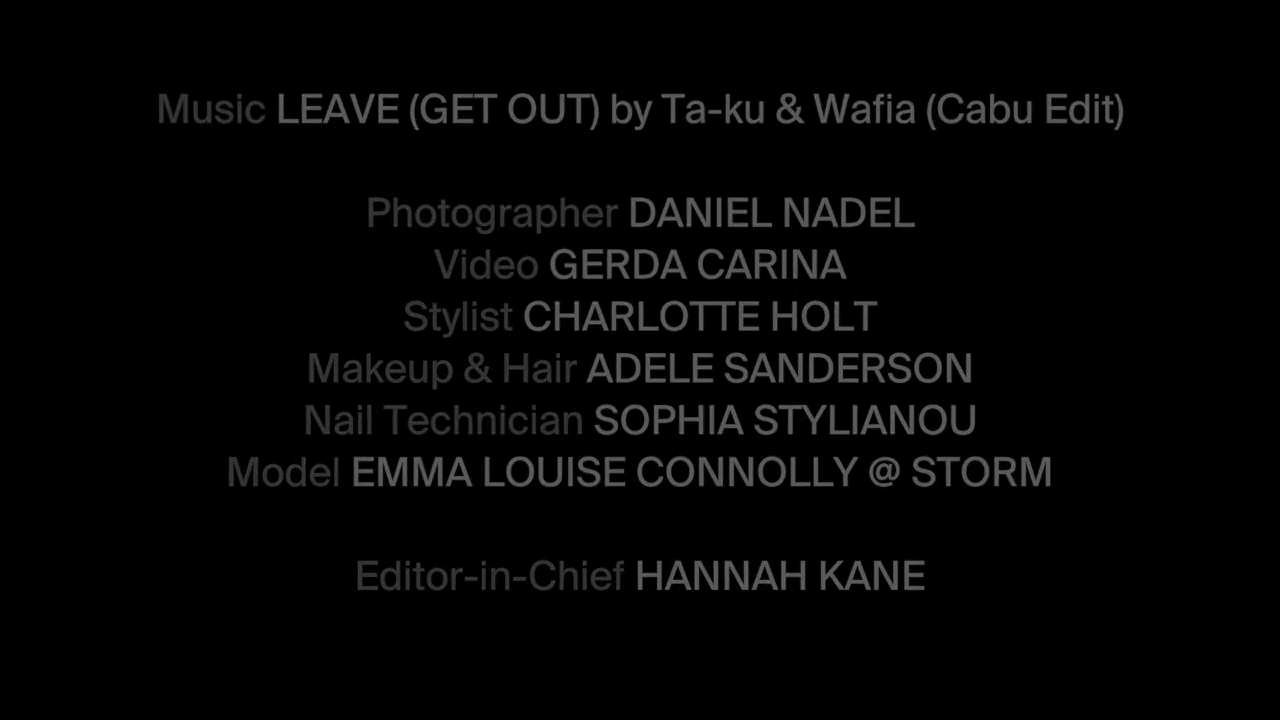 Music LEAVE (GET OUT) by Ta-ku & Wafia (Cabu Edit)
Photographer DANIEL NADEL
Video GERDA CARINA
Stylist CHARLOTTE HOLT
Makeup & Hair ADELE SANDERSON
Nail Technician SOPHIA STYLIANOU
Model EMMA LOUISE CONNOLLY @ STORM
Editor-in-Chief HANNAH KANE